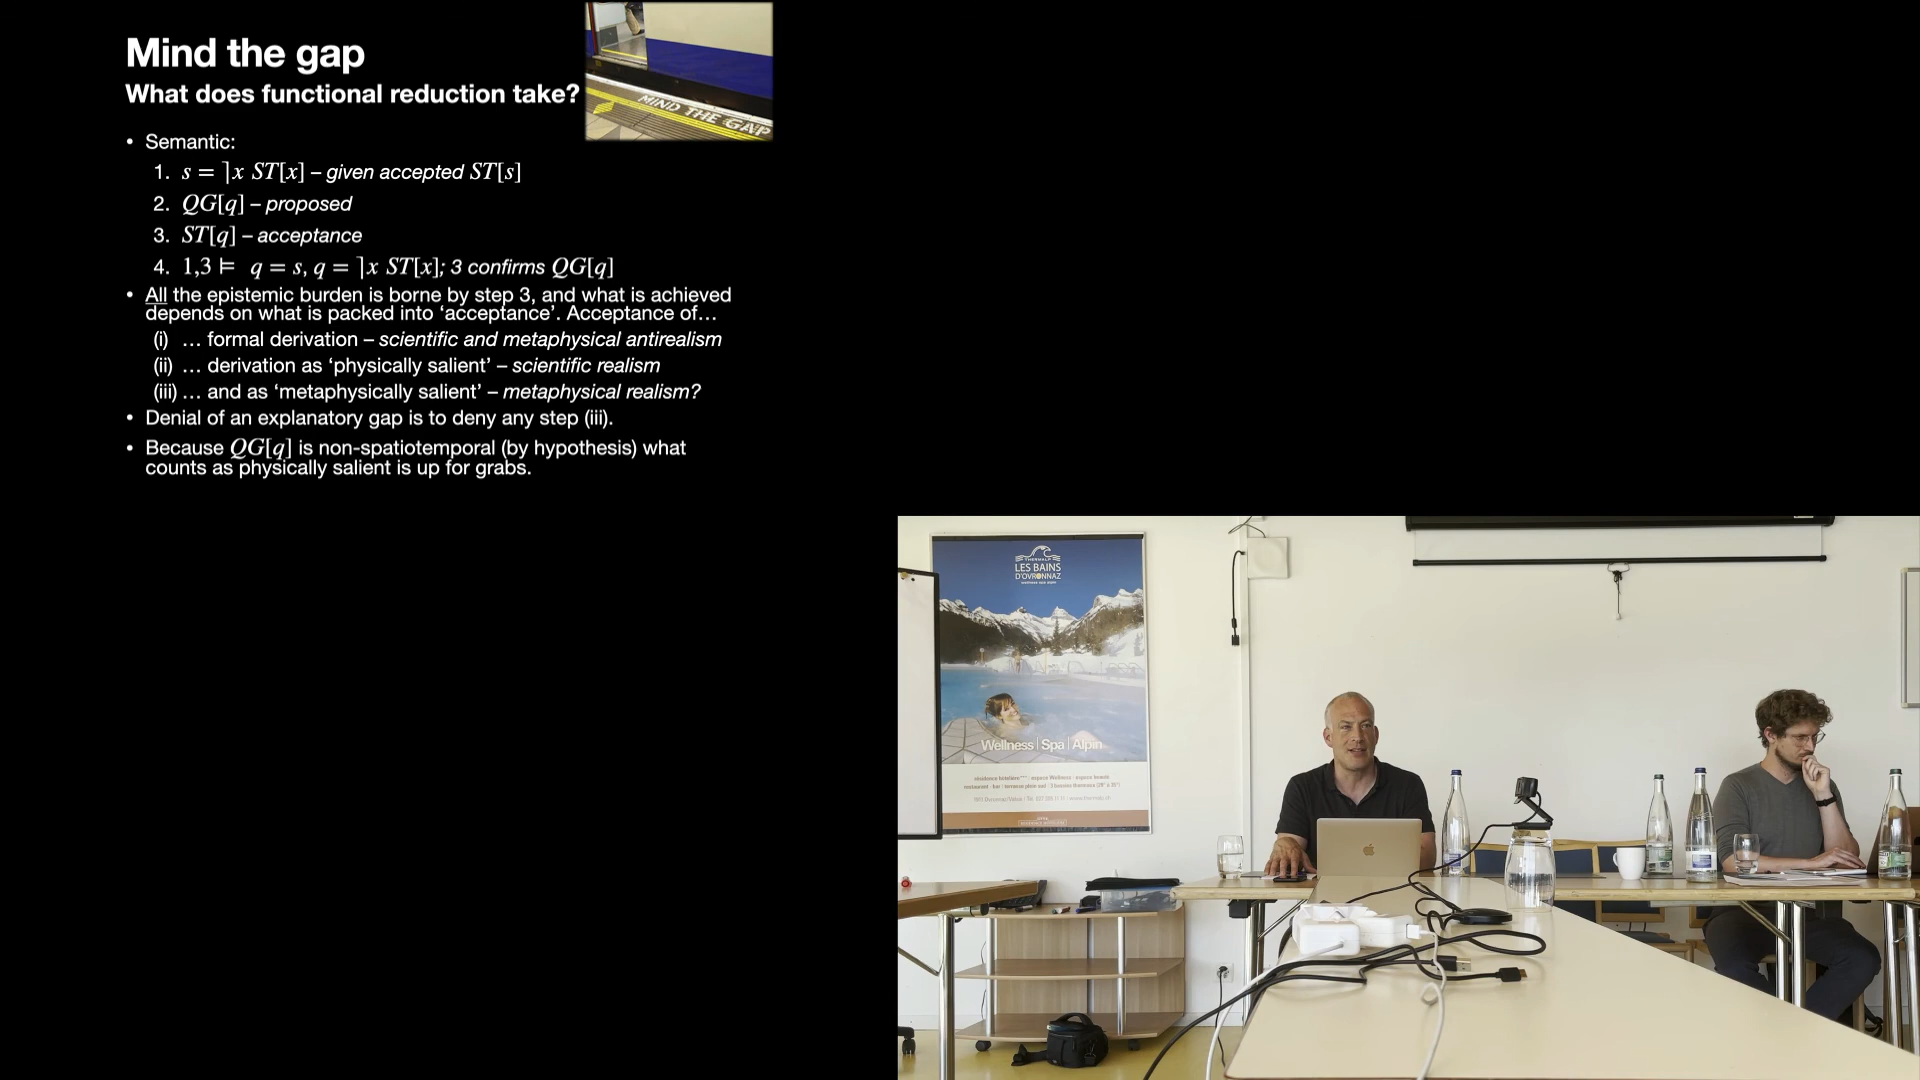 Mind the gap
What does functional reduction take?
MIND THE GAP
• Semantic:
1. s = ⌉x ST[x] – given accepted ST[s]
2. QG[q] – proposed
3. ST[q] – acceptance
4. 1,3 ⊨ q = s, q = ⌉x ST[x]; 3 confirms QG[q]
• All the epistemic burden is borne by step 3, and what is achieved
depends on what is packed into ‘acceptance’. Acceptance of…
(i) … formal derivation – scientific and metaphysical antirealism
(ii) … derivation as ‘physically salient’ – scientific realism
(iii) … and as ‘metaphysically salient’ – metaphysical realism?
• Denial of an explanatory gap is to deny any step (iii).
• Because QG[q] is non-spatiotemporal (by hypothesis) what
counts as physically salient is up for grabs.
LES BAINS
D'OVRONNAZ
Wellness | Spa | Alpin